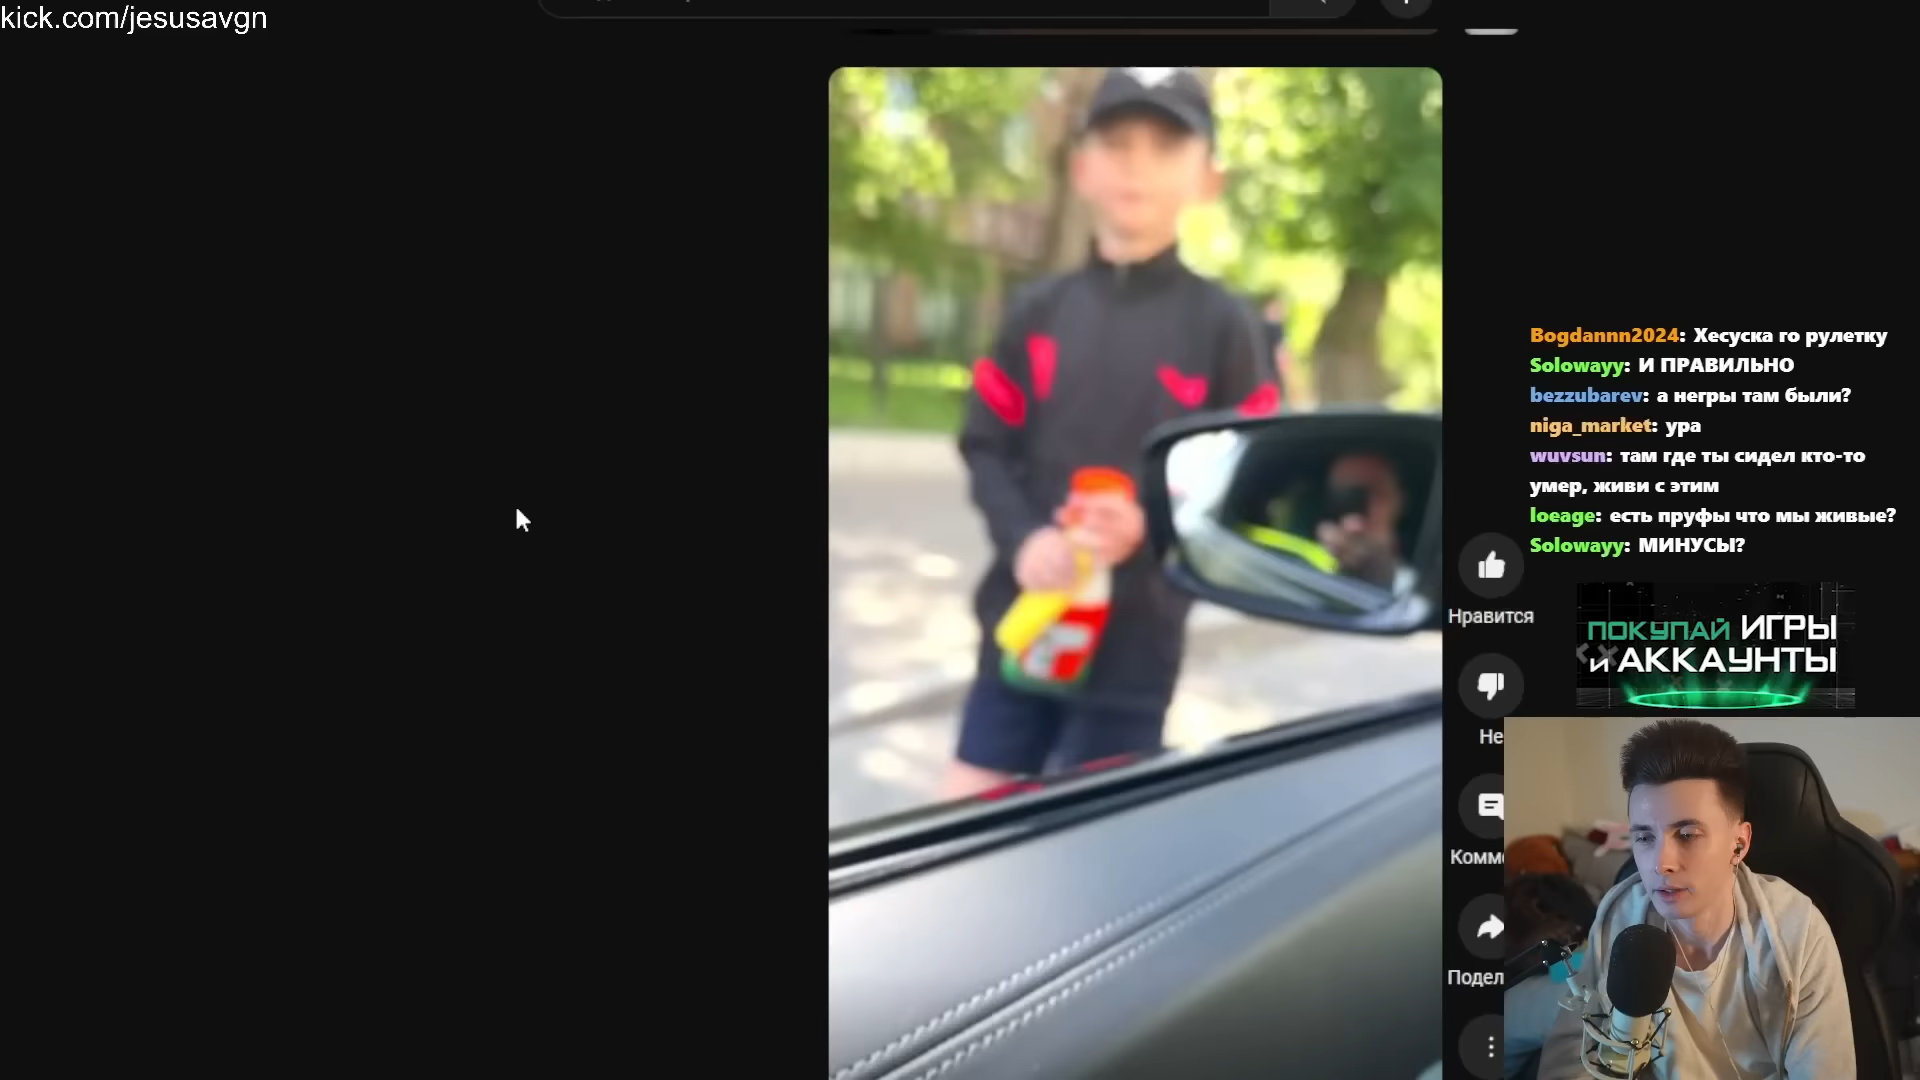 kick.com/jesusavgn
Bogdannn2024: Хесуска го рулетку
Solowayy: И ПРАВИЛЬНО
bezzubarev: а негры там были?
niga_market: ура
wuvsun: там где ты сидел кто-то
умер, живи с этим
loeage: есть пруфы что мы живые?
Solowayy: МИНУСЫ?
Нравится
ПОКУПАЙ ИГРЫ
и АККАУНТЫ
Не
Комм
Подел